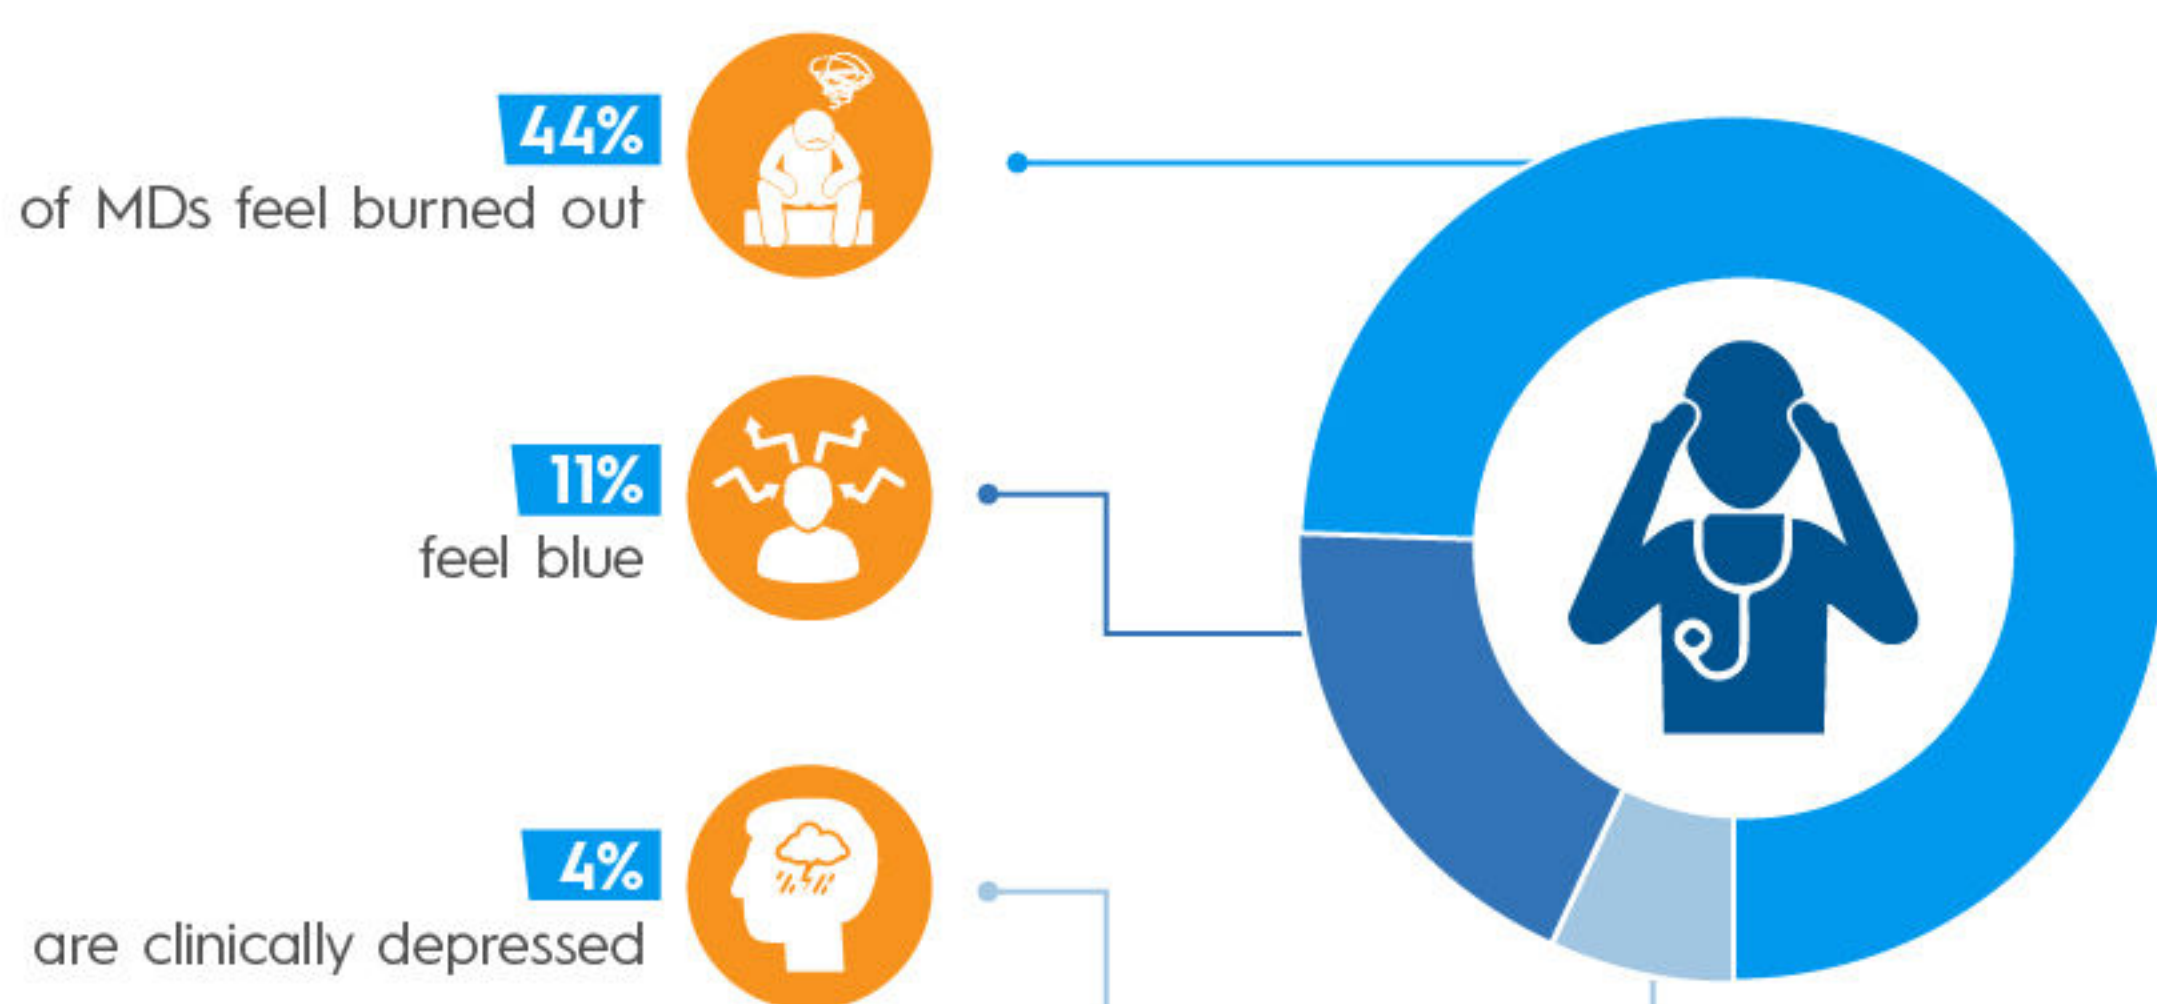 44%
of MDs feel burned out
11%
feel blue
4%
are clinically depressed